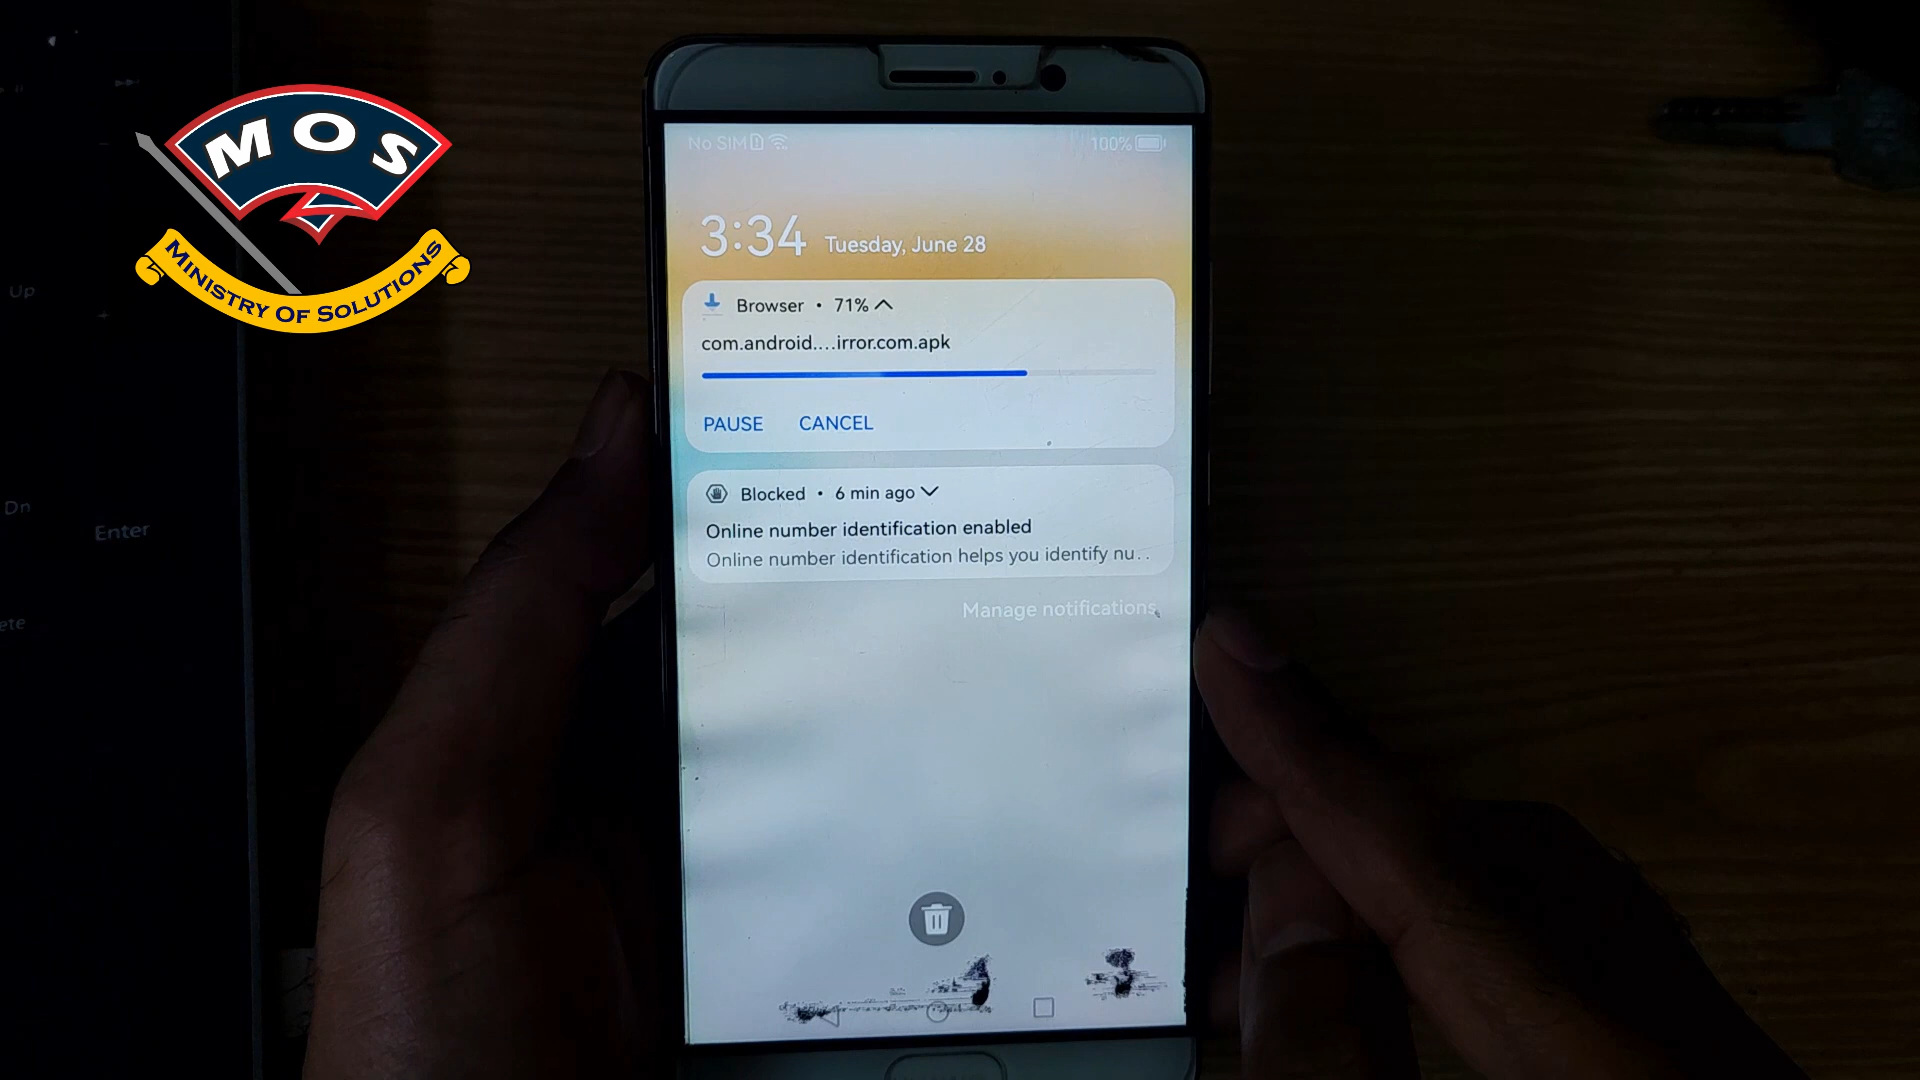 MOS
MINISTRY OF SOLUTIONS
Up
Dn
Enter
ete
No SIM 100%
3:34 Tuesday, June 28
Browser • 71%
com.android....irror.com.apk
PAUSE CANCEL
Blocked • 6 min ago
Online number identification enabled
Online number identification helps you identify nu..
Manage notifications